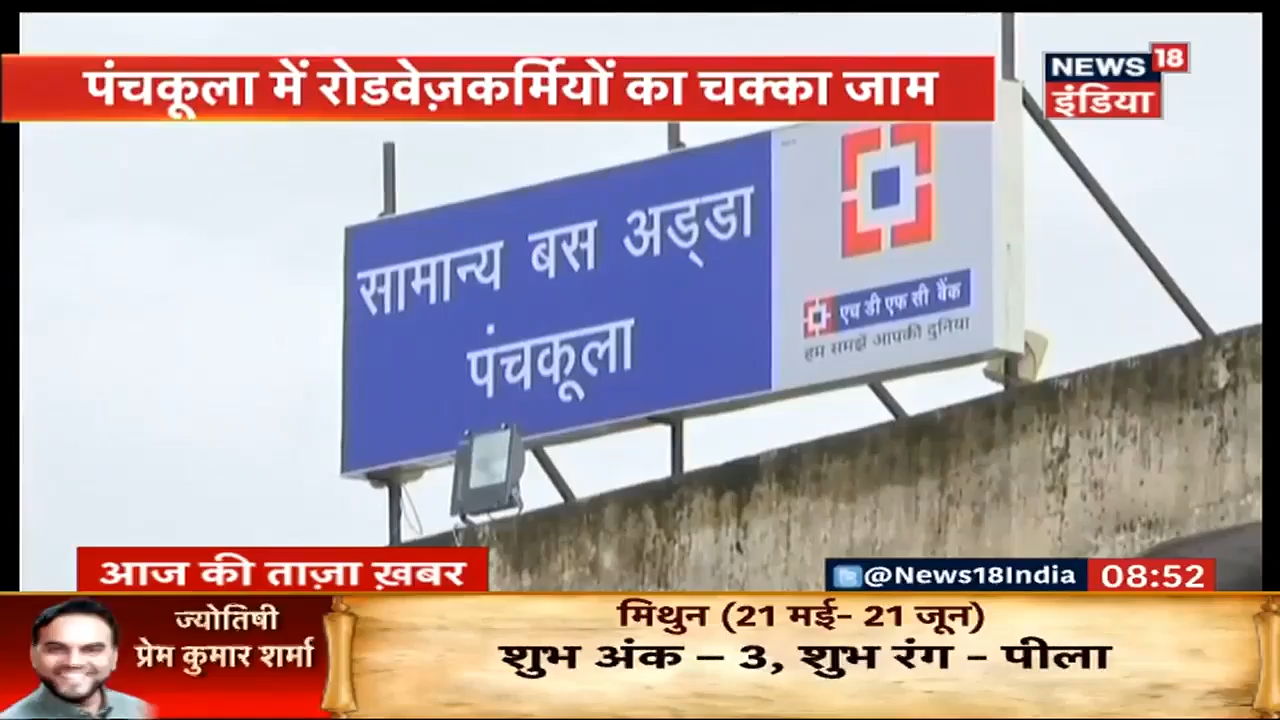 पंचकूला में रोडवेज़कर्मियों का चक्का जाम
NEWS 18
इंडिया
सामान्य बस अड्डा
पंचकूला
एच डी एफ सी बैंक
हम समझें आपकी दुनिया
आज की ताज़ा ख़बर
@News18India 08:52
ज्योतिषी
प्रेम कुमार शर्मा
मिथुन (21 मई- 21 जून)
शुभ अंक – 3, शुभ रंग - पीला